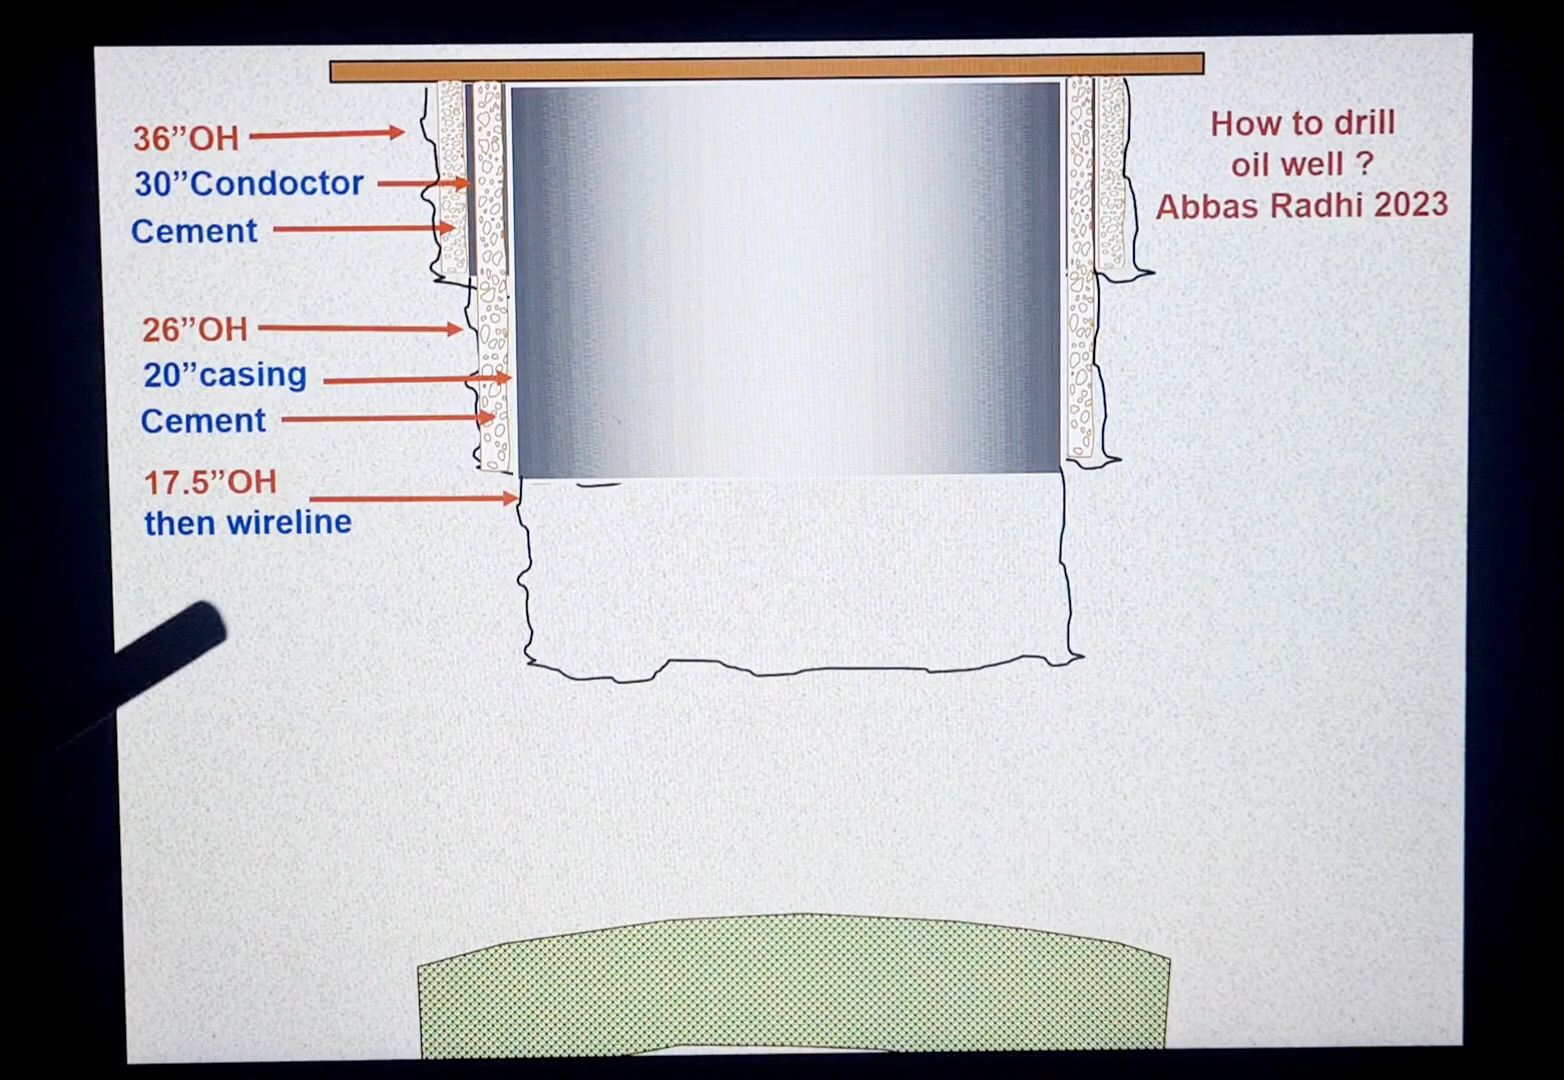 36”OH
30”Condoctor
Cement
26”OH
20”casing
Cement
17.5”OH
then wireline
How to drill
oil well ?
Abbas Radhi 2023